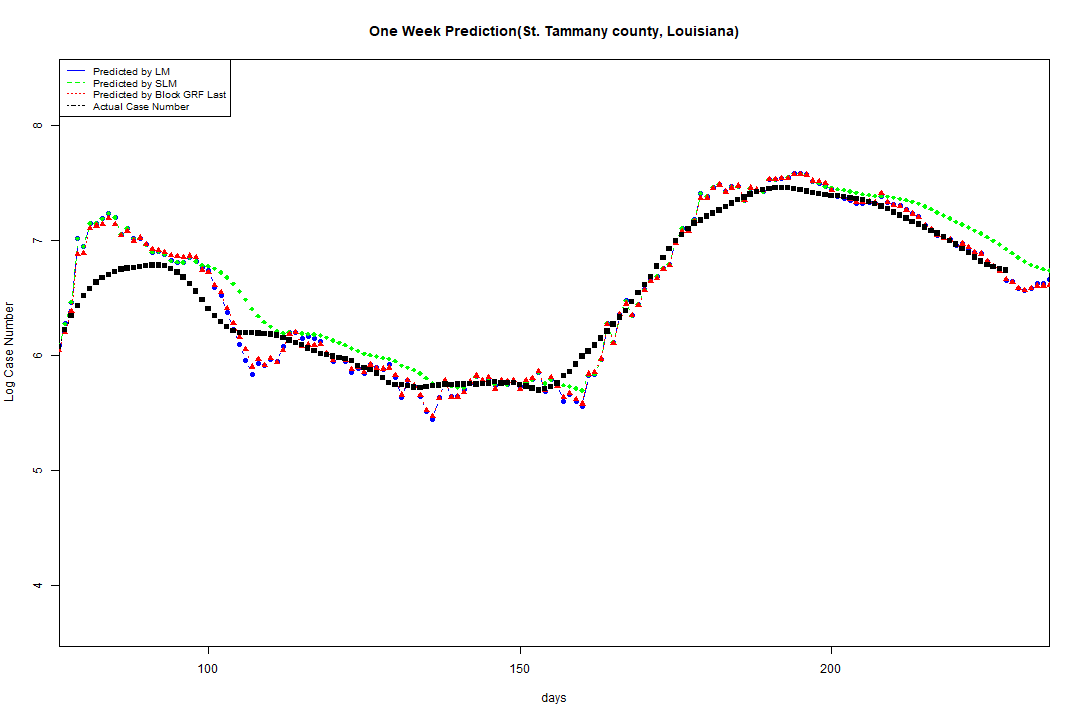 One Week Prediction(St. Tammany county, Louisiana)
Predicted by LM
Predicted by SLM
Predicted by Block GRF Last
Actual Case Number
8
7
6
5
4
Log Case Number
100 150 200
days